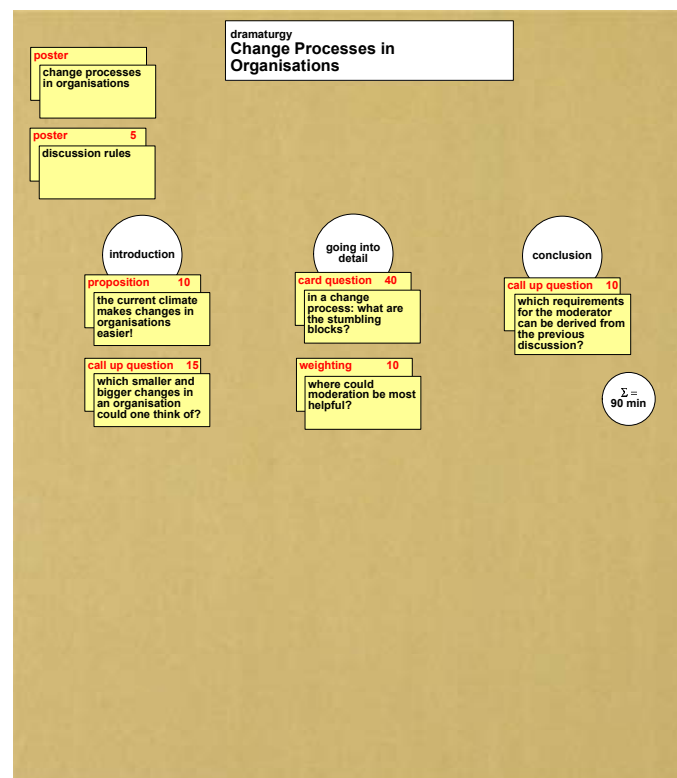 dramaturgy
Change Processes in
Organisations
poster
change processes
in organisations
poster 5
discussion rules
introduction
proposition 10
the current climate
makes changes in
organisations
easier!
call up question 15
which smaller and
bigger changes in
an organisation
could one think of?
going into
detail
card question 40
in a change
process: what are
the stumbling
blocks?
weighting 10
where could
moderation be most
helpful?
conclusion
call up question 10
which requirements
for the moderator
can be derived from
the previous
discussion?
Σ =
90 min